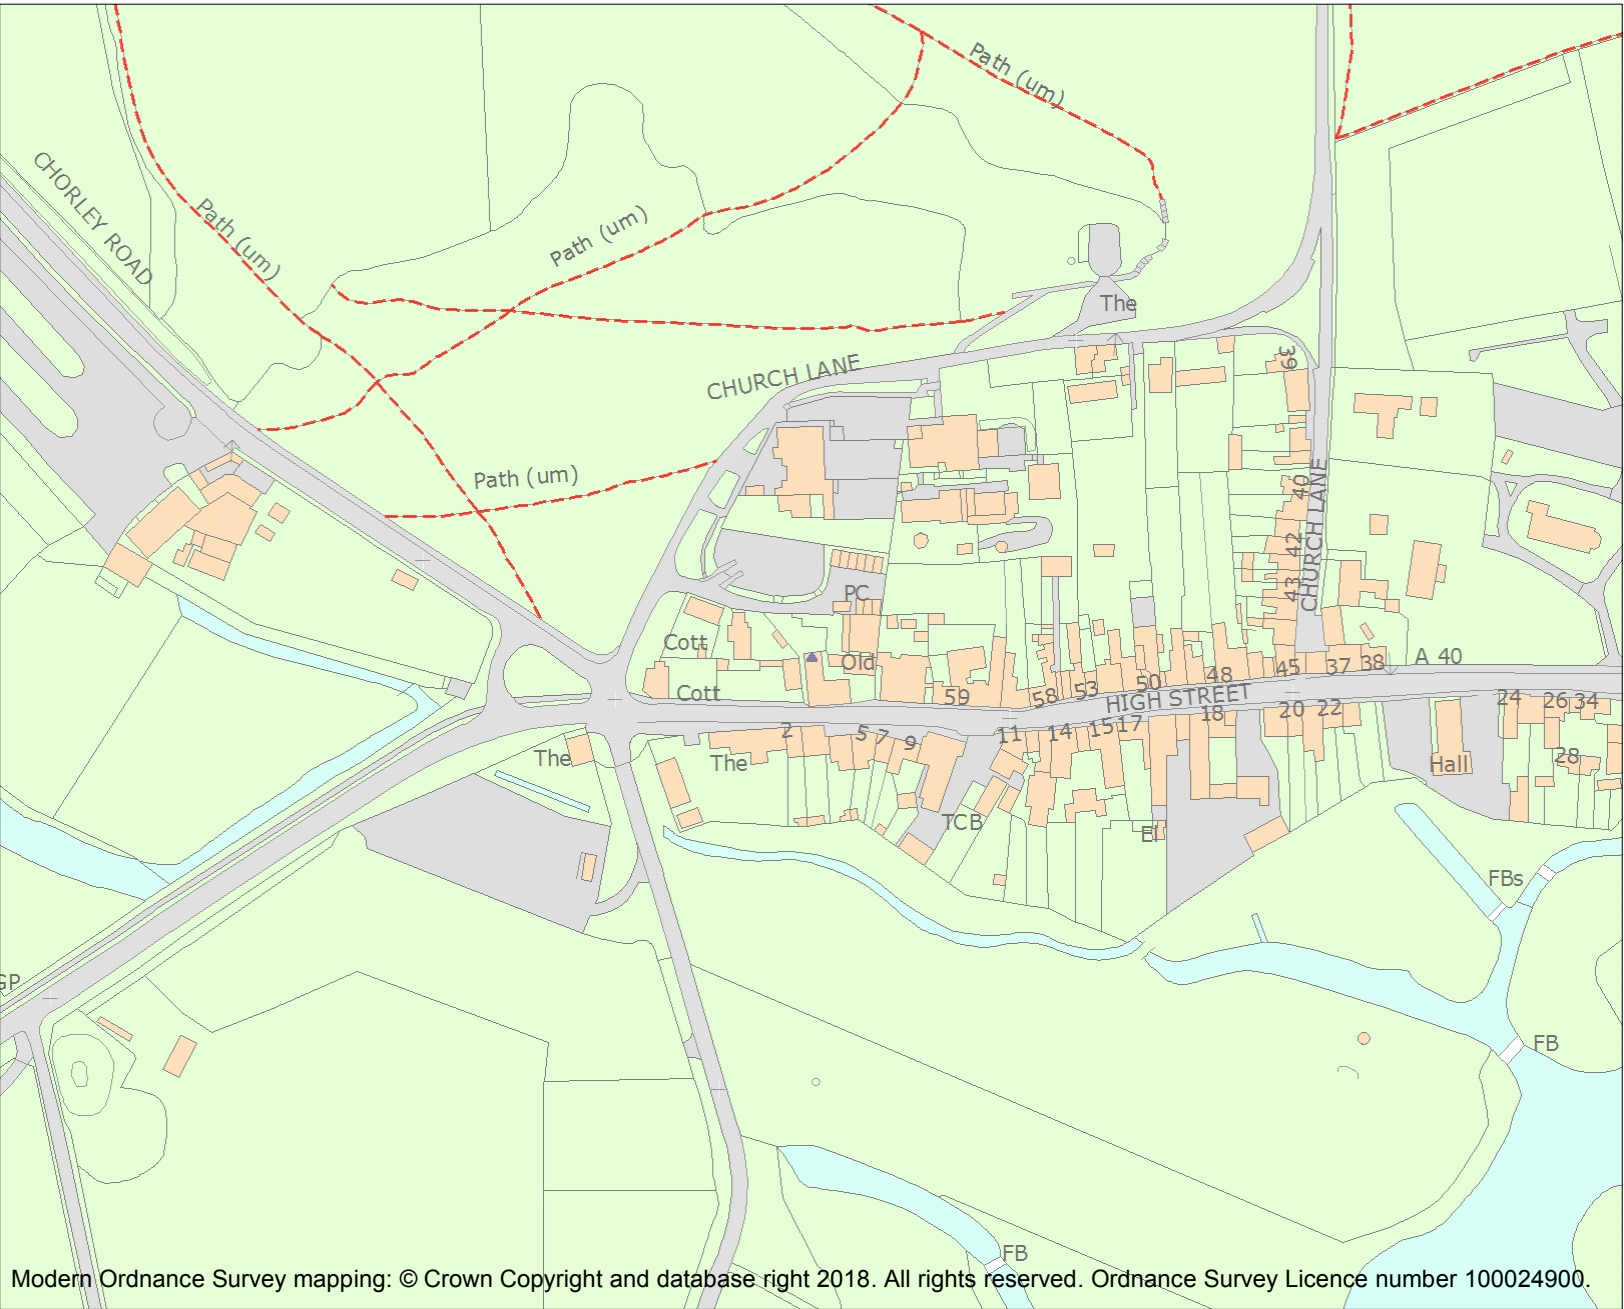 Path (um)
CHORLEY ROAD
Path (um)
Path (um)
The
CHURCH LANE
39
Path (um)
40
CHURCH LANE
42
43
PC
Cott
Old
Cott
59
58
53
50
48
45
37
38
A 40
HIGH STREET
2
5
7
9
11
14
15
17
18
20
22
24
26
34
The
The
Hall
28
TCB
El
FBs
GP
FB
FB
Modern Ordnance Survey mapping: © Crown Copyright and database right 2018. All rights reserved. Ordnance Survey Licence number 100024900.